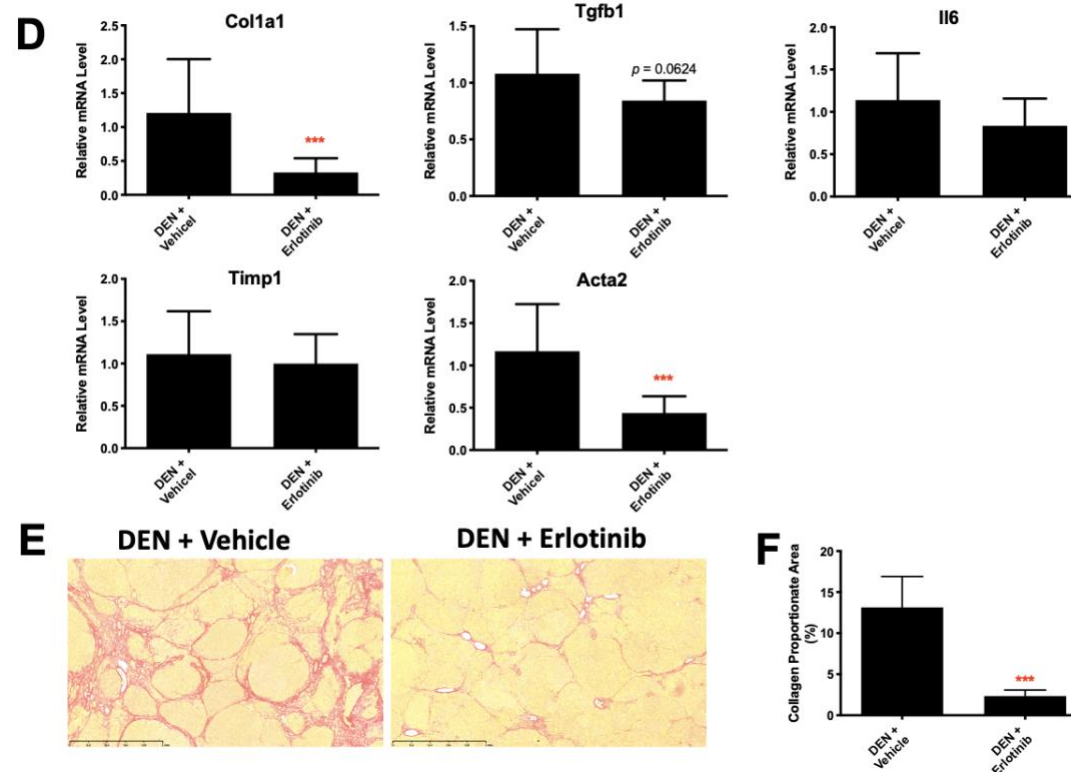 D
Col1a1
Relative mRNA Level
2.5
2.0
1.5
1.0
0.5
0.0
***
DEN +
Vehicel
DEN +
Erlotinib
Tgfb1
Relative mRNA Level
1.5
1.0
0.5
0.0
p = 0.0624
DEN +
Vehicel
DEN +
Erlotinib
Il6
Relative mRNA Level
2.0
1.5
1.0
0.5
0.0
DEN +
Vehicel
DEN +
Erlotinib
Timp1
Relative mRNA Level
2.0
1.5
1.0
0.5
0.0
DEN +
Vehicel
DEN +
Erlotinib
Acta2
Relative mRNA Level
2.0
1.5
1.0
0.5
0.0
***
DEN +
Vehicel
DEN +
Erlotinib
E
DEN + Vehicle
DEN + Erlotinib
F
Collagen Proportionate Area
(%)
20
15
10
5
0
***
DEN +
Vehicle
DEN +
Erlotinib